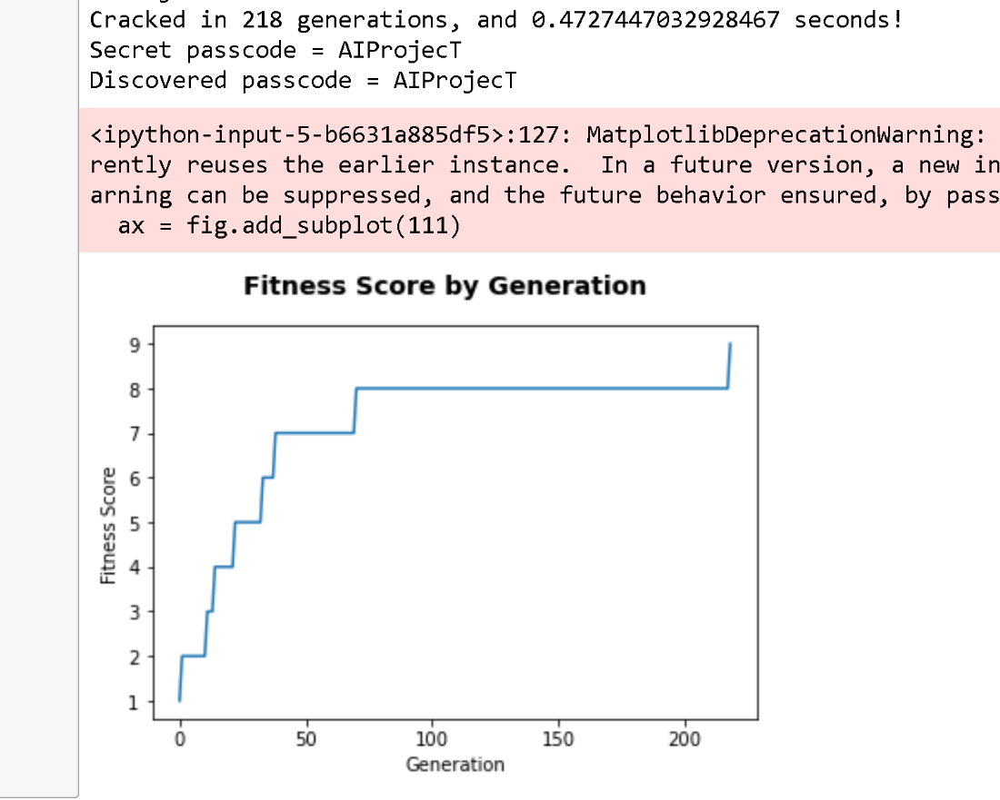 Cracked in 218 generations, and 0.4727447032928467 seconds!
Secret passcode = AIProjecT
Discovered passcode = AIProjecT
<ipython-input-5-b6631a885df5>:127: MatplotlibDeprecationWarning:
rently reuses the earlier instance.  In a future version, a new in
arning can be suppressed, and the future behavior ensured, by pass
  ax = fig.add_subplot(111)
Fitness Score by Generation
9
8
7
6
5
4
3
2
1
Fitness Score
0 50 100 150 200
Generation